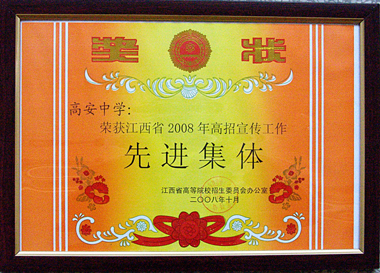 奖状
高安中学:
荣获江西省2008年高招宣传工作
先进集体
江西省高等院校招生委员会办公室
二〇〇八年十月